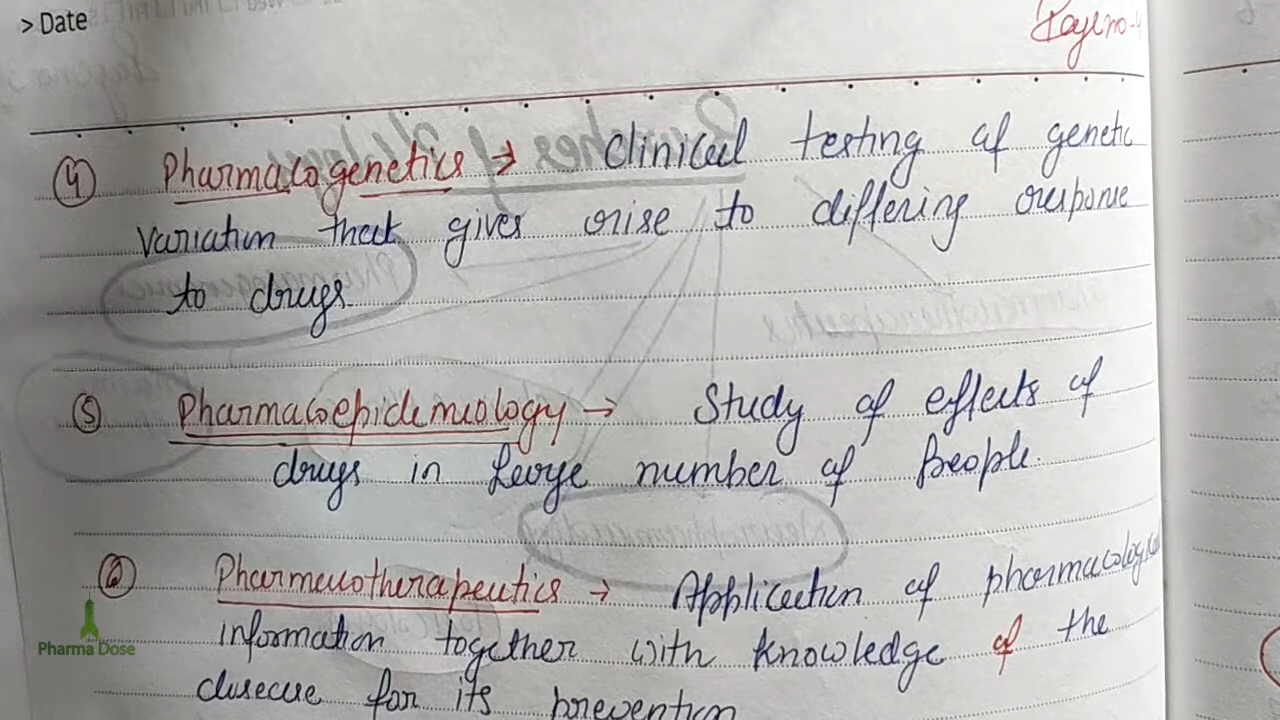 > Date
Page no-4
④ Pharmacogenetics → clinical testing of genetic
variation that gives arise to differing response
to drugs.
⑤ Pharmacoepidemiology → Study of effects of
drugs in large number of people.
⑥ Pharmacotherapeutics → Application of pharmacological
information together with knowledge of the
disease for its prevention
Pharma Dose